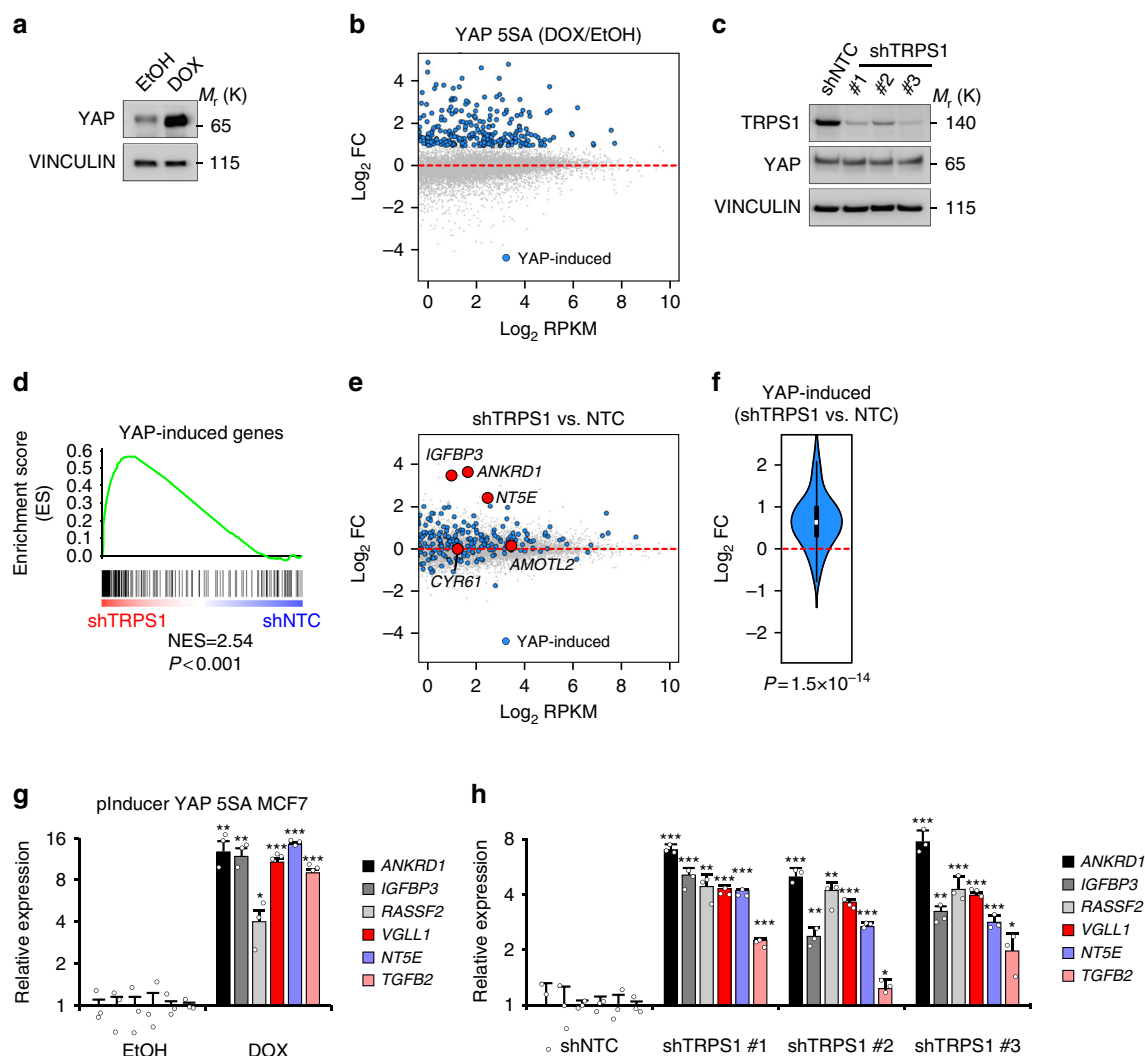 a
EtOH
DOX
Mr (K)
YAP
65
VINCULIN
115
b
YAP 5SA (DOX/EtOH)
4
2
0
−2
−4
Log2 FC
YAP-induced
0 2 4 6 8 10
Log2 RPKM
c
shTRPS1
shNTC
#1
#2
#3
Mr (K)
TRPS1
140
YAP
65
VINCULIN
115
d
YAP-induced genes
0.6
0.5
0.4
0.3
0.2
0.1
0.0
Enrichment score
(ES)
shTRPS1
shNTC
NES=2.54
P<0.001
e
shTRPS1 vs. NTC
4
2
0
−2
−4
Log2 FC
IGFBP3
ANKRD1
NT5E
CYR61
AMOTL2
YAP-induced
0 2 4 6 8 10
Log2 RPKM
f
YAP-induced
(shTRPS1 vs. NTC)
2
1
0
−1
−2
Log2 FC
P=1.5×10−14
g
pInducer YAP 5SA MCF7
16
8
4
2
1
Relative expression
** ** * *** *** ***
EtOH
DOX
ANKRD1
IGFBP3
RASSF2
VGLL1
NT5E
TGFB2
h
8
4
2
1
Relative expression
*** *** ** *** *** ***
*** ** ** *** *** *
*** ** *** *** *** *
shNTC
shTRPS1 #1
shTRPS1 #2
shTRPS1 #3
ANKRD1
IGFBP3
RASSF2
VGLL1
NT5E
TGFB2